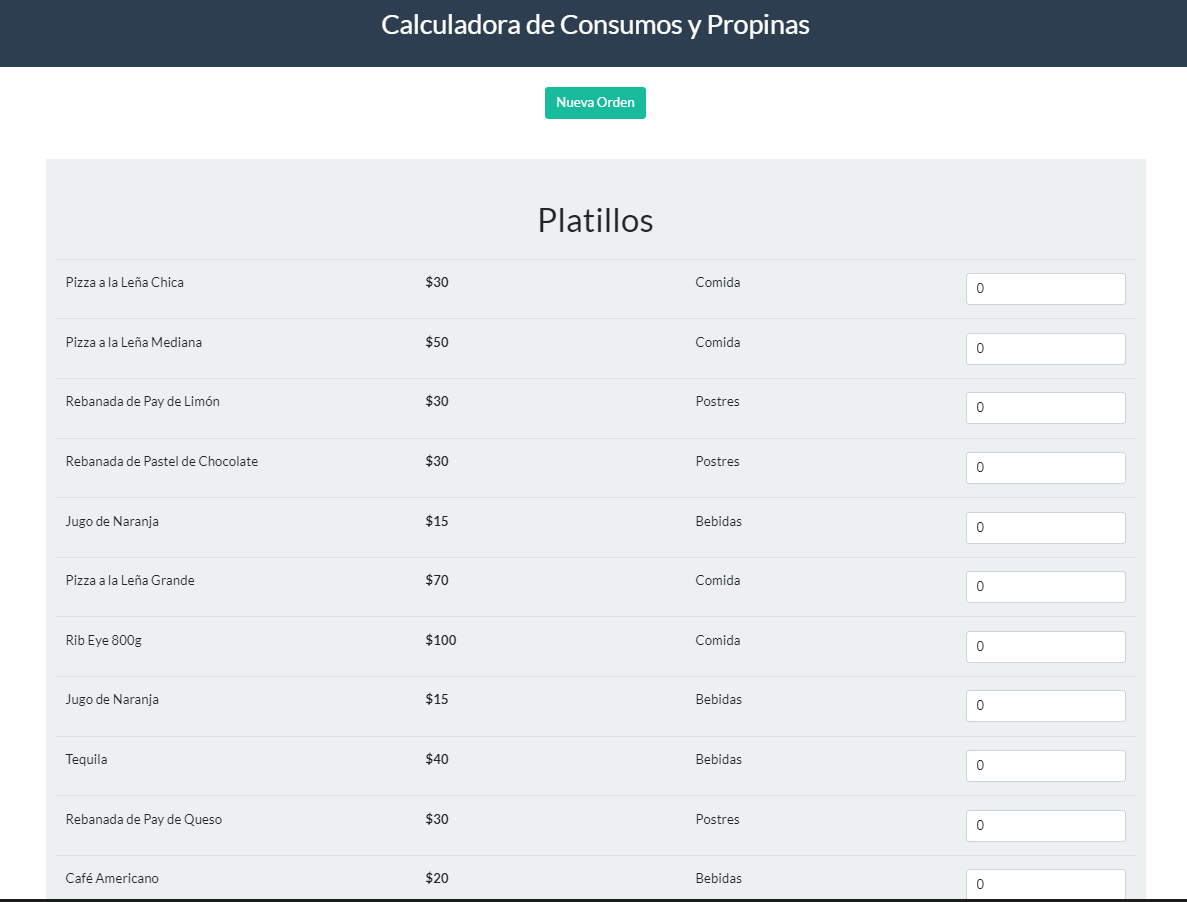 Calculadora de Consumos y Propinas
Nueva Orden
Platillos
Pizza a la Leña Chica $30 Comida 0
Pizza a la Leña Mediana $50 Comida 0
Rebanada de Pay de Limón $30 Postres 0
Rebanada de Pastel de Chocolate $30 Postres 0
Jugo de Naranja $15 Bebidas 0
Pizza a la Leña Grande $70 Comida 0
Rib Eye 800g $100 Comida 0
Jugo de Naranja $15 Bebidas 0
Tequila $40 Bebidas 0
Rebanada de Pay de Queso $30 Postres 0
Café Americano $20 Bebidas 0